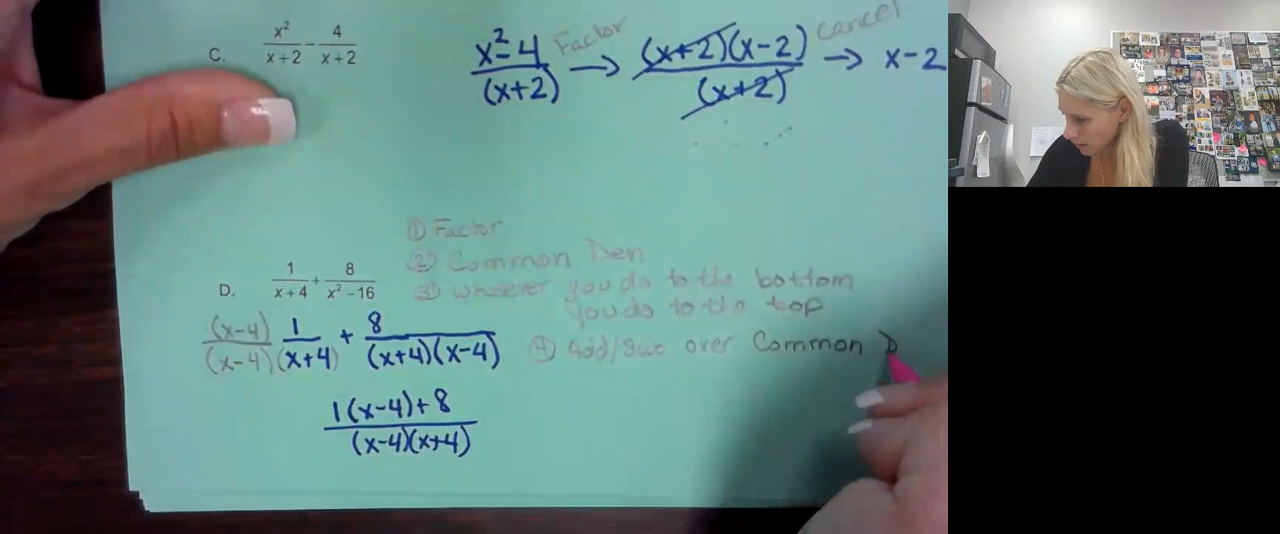 C. x²/(x+2) - 4/(x+2)
x²-4/(x+2) Factor → (x+2)(x-2)/(x+2) cancel → x-2
① Factor
② Common Den
D. 1/(x+4) + 8/(x²-16)
③ whatever you do to the bottom
you do to the top
(x-4)/(x-4) 1/(x+4) + 8/(x+4)(x-4)
④ Add/sub over Common D
1(x-4)+8/(x-4)(x+4)